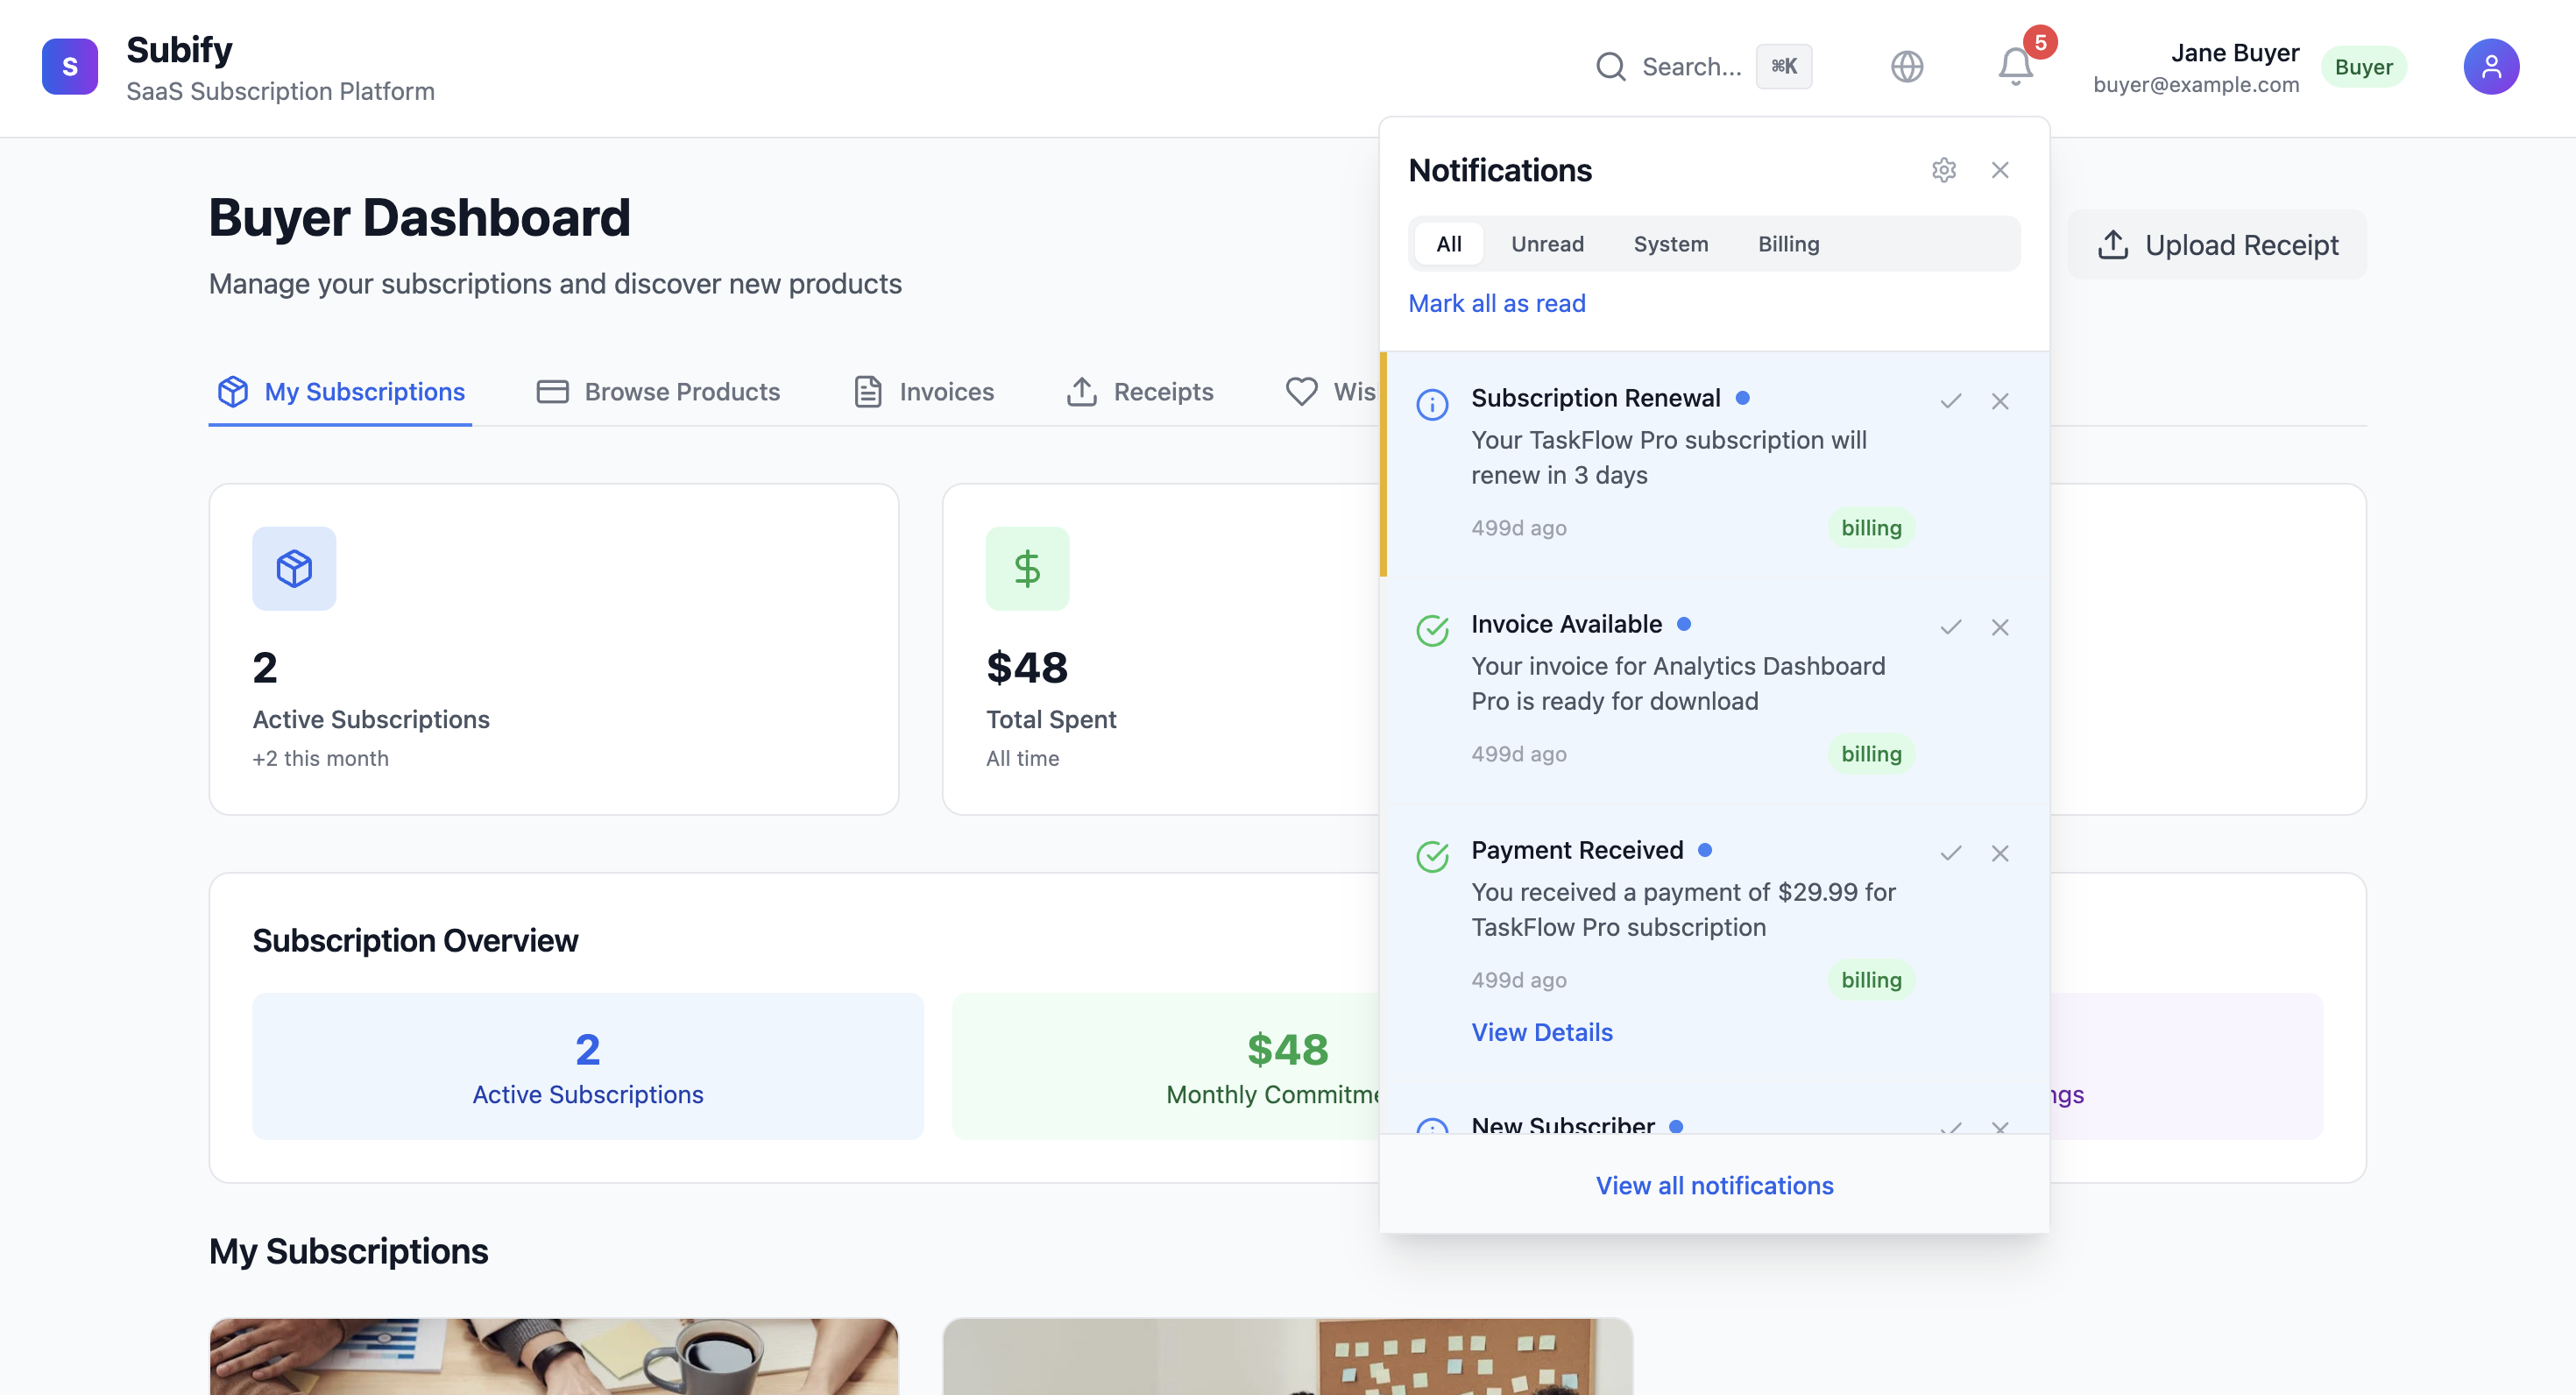 S
Subify
SaaS Subscription Platform
Search...
⌘K
5
Jane Buyer
buyer@example.com
Buyer
Buyer Dashboard
Manage your subscriptions and discover new products
Upload Receipt
My Subscriptions
Browse Products
Invoices
Receipts
Wis
2
Active Subscriptions
+2 this month
$48
Total Spent
All time
Subscription Overview
2
Active Subscriptions
$48
Monthly Commitme
ngs
My Subscriptions
Notifications
All
Unread
System
Billing
Mark all as read
Subscription Renewal
Your TaskFlow Pro subscription will
renew in 3 days
499d ago
billing
Invoice Available
Your invoice for Analytics Dashboard
Pro is ready for download
499d ago
billing
Payment Received
You received a payment of $29.99 for
TaskFlow Pro subscription
499d ago
billing
View Details
New Subscriber
View all notifications